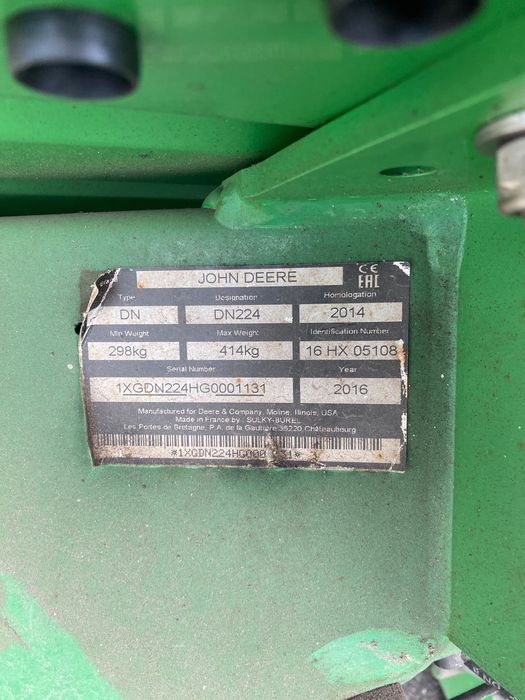 JOHN DEERE
CE
EAC
Type Designation Homologation
DN DN224 2014
Min Weight Max Weight Identification Number
298kg 414kg 16 HX 05108
Serial Number Year
1XGDN224HG0001131 2016
Manufactured for Deere & Company, Moline, Illinois, USA
Made in France by : SULKY-BUREL
Les Portes de Bretagne, P.A. de la Gaultière 35220 Châteaubourg
*1XGDN224HG000 31*